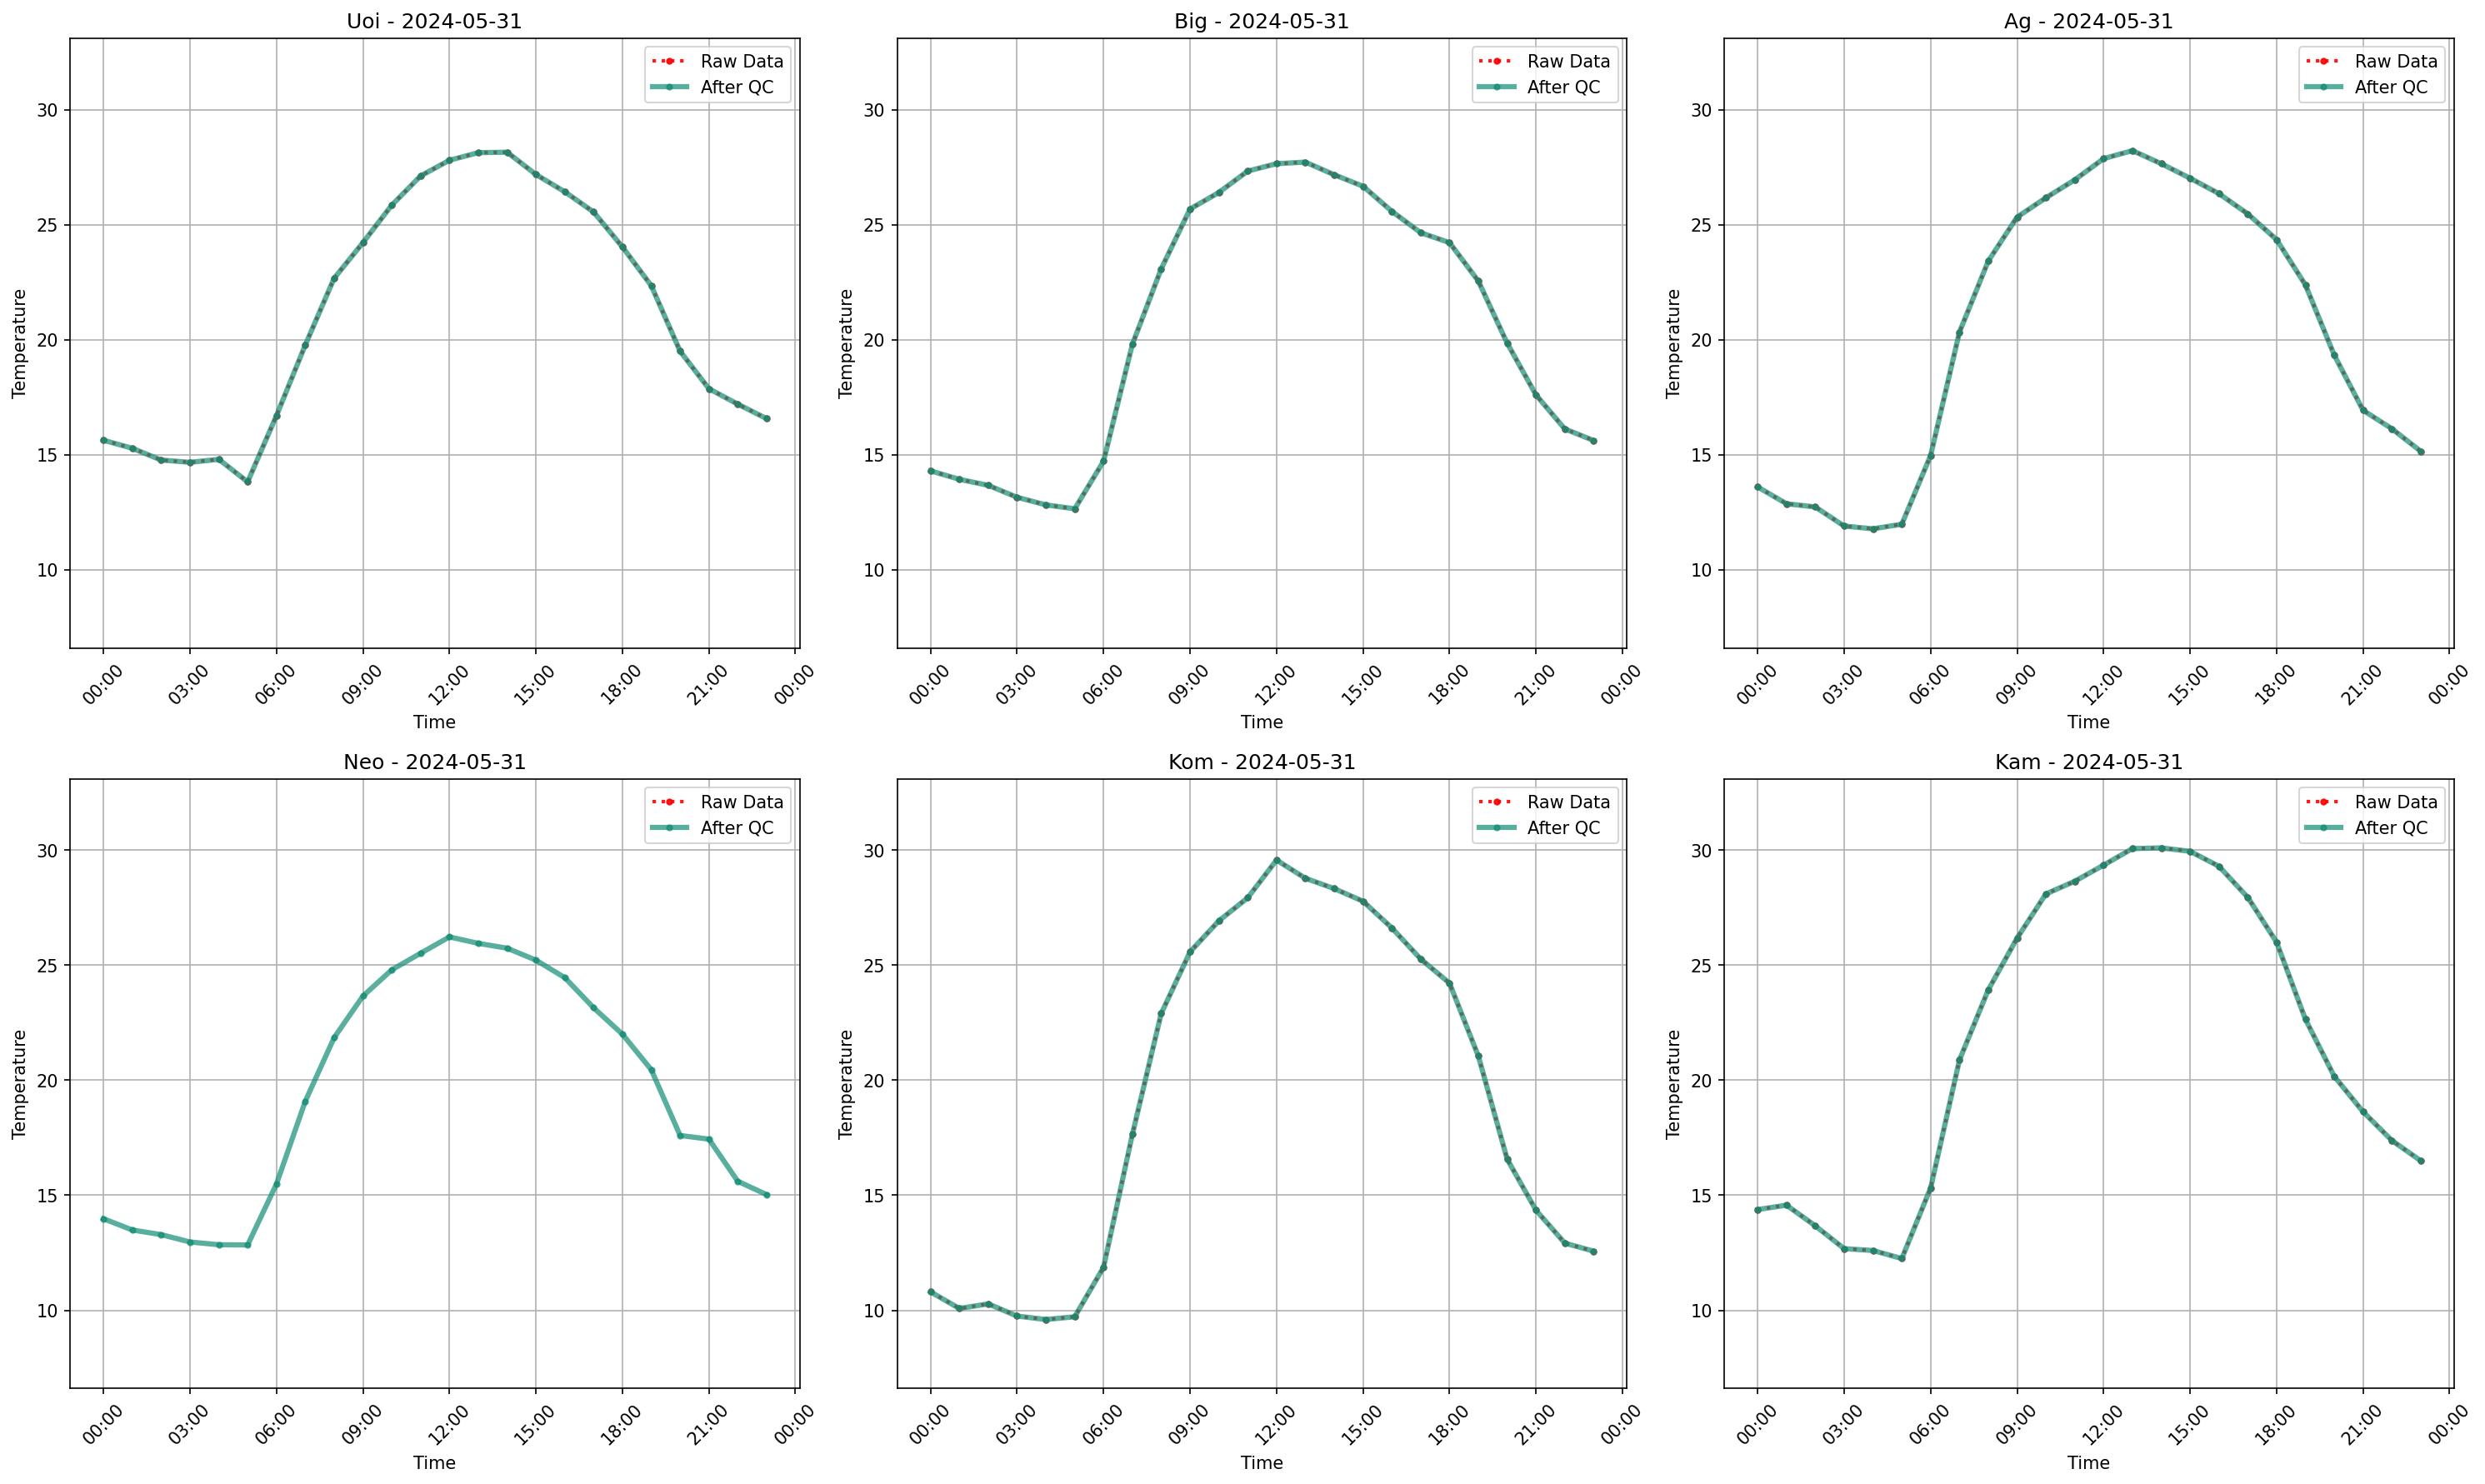 Uoi - 2024-05-31
Raw Data
After QC
Temperature
30
25
20
15
10
00:00
03:00
06:00
09:00
12:00
15:00
18:00
21:00
00:00
Time
Big - 2024-05-31
Raw Data
After QC
Temperature
30
25
20
15
10
00:00
03:00
06:00
09:00
12:00
15:00
18:00
21:00
00:00
Time
Ag - 2024-05-31
Raw Data
After QC
Temperature
30
25
20
15
10
00:00
03:00
06:00
09:00
12:00
15:00
18:00
21:00
00:00
Time
Neo - 2024-05-31
Raw Data
After QC
Temperature
30
25
20
15
10
00:00
03:00
06:00
09:00
12:00
15:00
18:00
21:00
00:00
Time
Kom - 2024-05-31
Raw Data
After QC
Temperature
30
25
20
15
10
00:00
03:00
06:00
09:00
12:00
15:00
18:00
21:00
00:00
Time
Kam - 2024-05-31
Raw Data
After QC
Temperature
30
25
20
15
10
00:00
03:00
06:00
09:00
12:00
15:00
18:00
21:00
00:00
Time